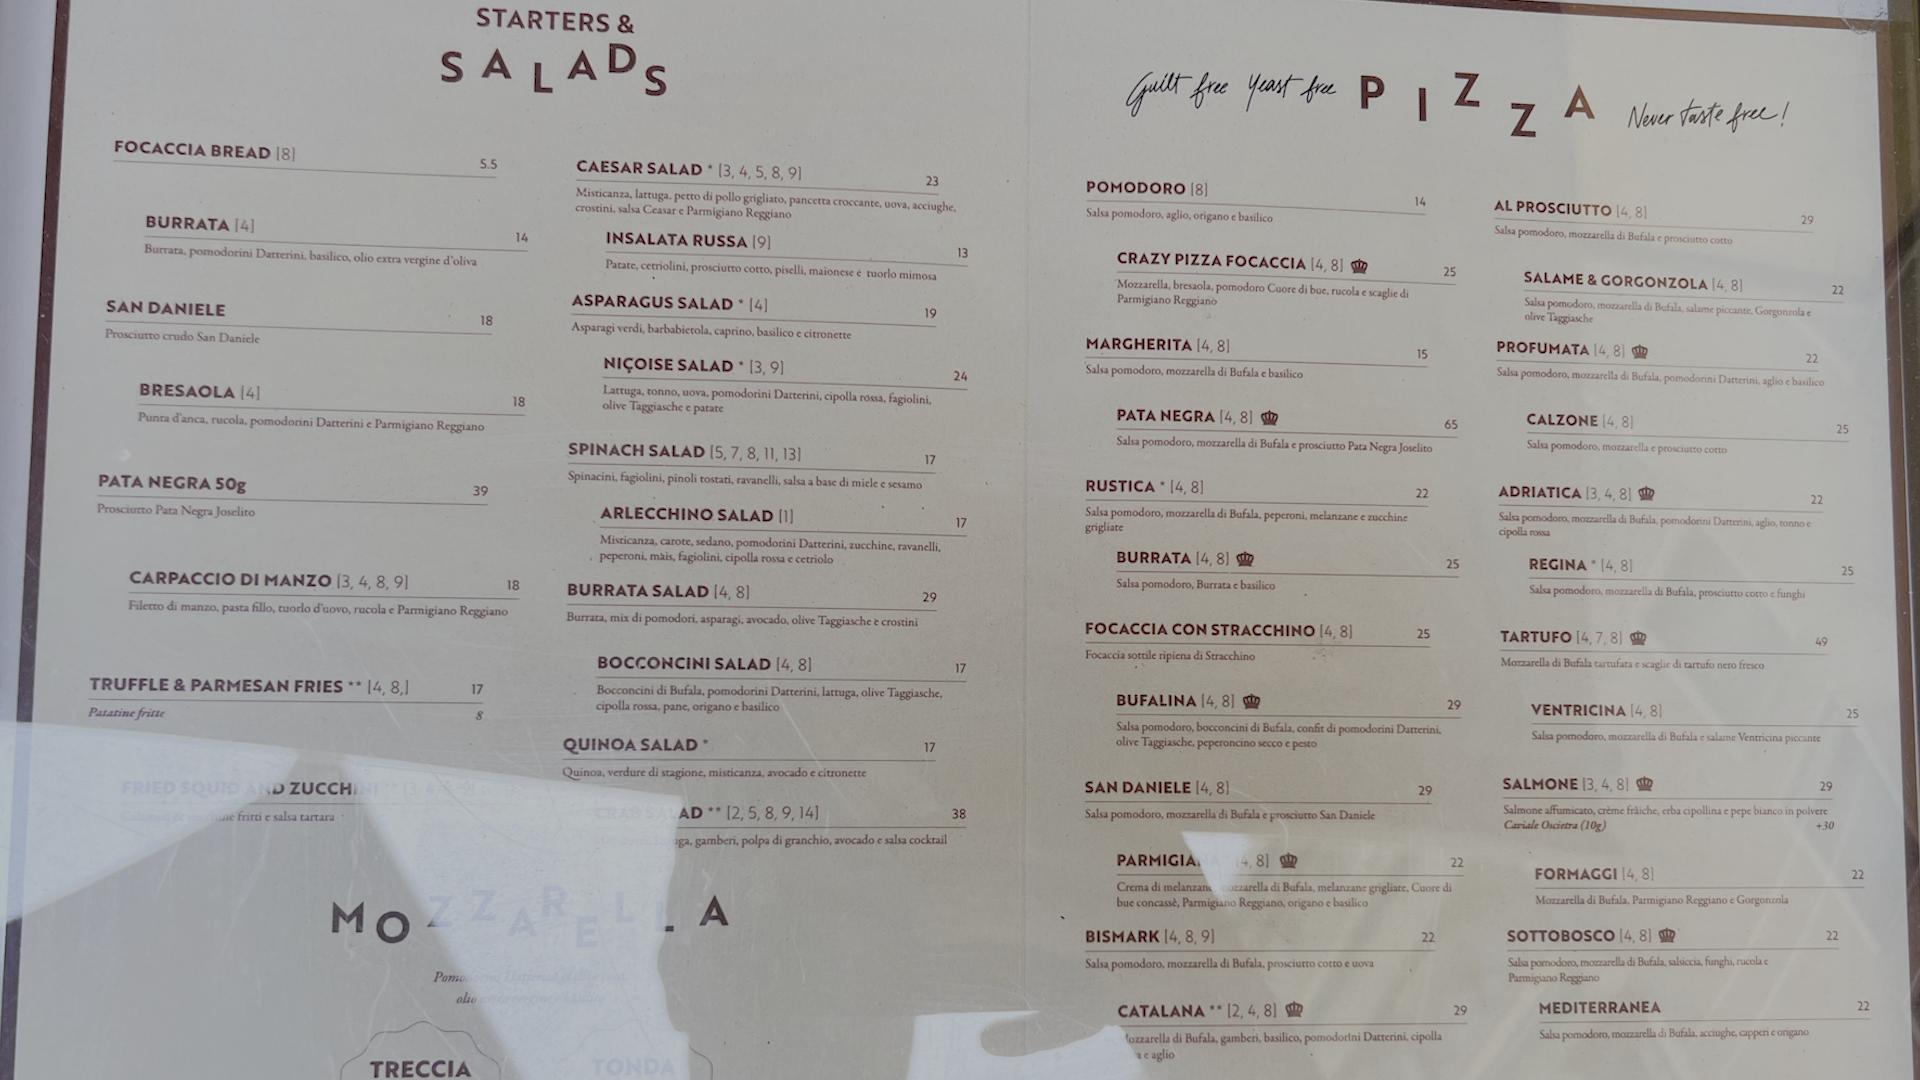 STARTERS &
SALADS
FOCACCIA BREAD [8] 5.5
BURRATA [4] 14
Burrata, pomodorini Datterini, basilico, olio extra vergine d'oliva
SAN DANIELE 18
Prosciutto crudo San Daniele
BRESAOLA [4] 18
Punta d'anca, rucola, pomodorini Datterini e Parmigiano Reggiano
PATA NEGRA 50g 39
Prosciutto Pata Negra Joselito
CARPACCIO DI MANZO [3, 4, 8, 9] 18
Filetto di manzo, pasta fillo, tuorlo d'uovo, rucola e Parmigiano Reggiano
TRUFFLE & PARMESAN FRIES ** [4, 8,] 17
Patatine fritte 8
FRIED SQUID AND ZUCCHINI **
fritti e salsa tartara
CAESAR SALAD * [3, 4, 5, 8, 9] 23
Misticanza, lattuga, petto di pollo grigliato, pancetta croccante, uova, acciughe,
crostini, salsa Ceasar e Parmigiano Reggiano
INSALATA RUSSA [9] 13
Patate, cetriolini, prosciutto cotto, piselli, maionese e tuorlo mimosa
ASPARAGUS SALAD * [4] 19
Asparagi verdi, barbabietola, caprino, basilico e citronette
NIÇOISE SALAD * [3, 9] 24
Lattuga, tonno, uova, pomodorini Datterini, cipolla rossa, fagiolini,
olive Taggiasche e patate
SPINACH SALAD [5, 7, 8, 11, 13] 17
Spinacini, fagiolini, pinoli tostati, ravanelli, salsa a base di miele e sesamo
ARLECCHINO SALAD [1] 17
Misticanza, carote, sedano, pomodorini Datterini, zucchine, ravanelli,
peperoni, mais, fagiolini, cipolla rossa e cetriolo
BURRATA SALAD [4, 8] 29
Burrata, mix di pomodori, asparagi, avocado, olive Taggiasche e crostini
BOCCONCINI SALAD [4, 8] 17
Bocconcini di Bufala, pomodorini Datterini, lattuga, olive Taggiasche,
cipolla rossa, pane, origano e basilico
QUINOA SALAD * 17
Quinoa, verdure di stagione, misticanza, avocado e citronette
CRAB SALAD ** [2, 5, 8, 9, 14] 38
gamberi, polpa di granchio, avocado e salsa cocktail
MOZZARELLA
olio
TRECCIA
TONDA
Guilt free Yeast free PIZZA Never taste free!
POMODORO [8] 14
Salsa pomodoro, aglio, origano e basilico
CRAZY PIZZA FOCACCIA [4, 8] 25
Mozzarella, bresaola, pomodoro Cuore di bue, rucola e scaglie di
Parmigiano Reggiano
MARGHERITA [4, 8] 15
Salsa pomodoro, mozzarella di Bufala e basilico
PATA NEGRA [4, 8] 65
Salsa pomodoro, mozzarella di Bufala e prosciutto Pata Negra Joselito
RUSTICA * [4, 8] 22
Salsa pomodoro, mozzarella di Bufala, peperoni, melanzane e zucchine
grigliate
BURRATA [4, 8] 25
Salsa pomodoro, Burrata e basilico
FOCACCIA CON STRACCHINO [4, 8] 25
Focaccia sottile ripiena di Stracchino
BUFALINA [4, 8] 29
Salsa pomodoro, bocconcini di Bufala, confit di pomodorini Datterini,
olive Taggiasche, peperoncino secco e pesto
SAN DANIELE [4, 8] 29
Salsa pomodoro, mozzarella di Bufala e prosciutto San Daniele
PARMIGIANA [4, 8] 22
Crema di melanzane, mozzarella di Bufala, melanzane grigliate, Cuore di
bue concassè, Parmigiano Reggiano, origano e basilico
BISMARK [4, 8, 9] 22
Salsa pomodoro, mozzarella di Bufala, prosciutto cotto e uova
CATALANA ** [2, 4, 8] 29
Mozzarella di Bufala, gamberi, basilico, pomodorini Datterini, cipolla
e aglio
AL PROSCIUTTO [4, 8] 29
Salsa pomodoro, mozzarella di Bufala e prosciutto cotto
SALAME & GORGONZOLA [4, 8] 22
Salsa pomodoro, mozzarella di Bufala, salame piccante, Gorgonzola e
olive Taggiasche
PROFUMATA [4, 8] 22
Salsa pomodoro, mozzarella di Bufala, pomodorini Datterini, aglio e basilico
CALZONE [4, 8] 25
Salsa pomodoro, mozzarella e prosciutto cotto
ADRIATICA [3, 4, 8] 22
Salsa pomodoro, mozzarella di Bufala, pomodorini Datterini, aglio, tonno e
cipolla rossa
REGINA * [4, 8] 25
Salsa pomodoro, mozzarella di Bufala, prosciutto cotto e funghi
TARTUFO [4, 7, 8] 49
Mozzarella di Bufala tartufata e scaglie di tartufo nero fresco
VENTRICINA [4, 8] 25
Salsa pomodoro, mozzarella di Bufala e salame Ventricina piccante
SALMONE [3, 4, 8] 29
Salmone affumicato, crème frâiche, erba cipollina e pepe bianco in polvere
Caviale Oscietra (10g) +30
FORMAGGI [4, 8] 22
Mozzarella di Bufala, Parmigiano Reggiano e Gorgonzola
SOTTOBOSCO [4, 8] 22
Salsa pomodoro, mozzarella di Bufala, salsiccia, funghi, rucola e
Parmigiano Reggiano
MEDITERRANEA 22
Salsa pomodoro, mozzarella di Bufala, acciughe, capperi e origano